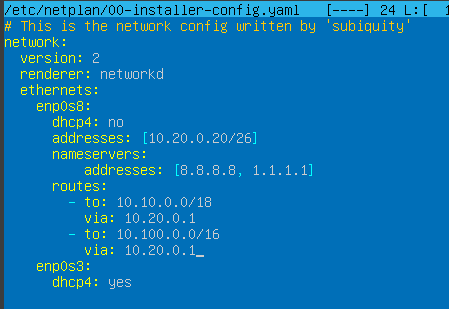 /etc/netplan/00-installer-config.yaml   [----] 24 L:[  1
# This is the network config written by 'subiquity'
network:
  version: 2
  renderer: networkd
  ethernets:
    enp0s8:
      dhcp4: no
      addresses: [10.20.0.20/26]
      nameservers:
          addresses: [8.8.8.8, 1.1.1.1]
      routes:
        - to: 10.10.0.0/18
          via: 10.20.0.1
        - to: 10.100.0.0/16
          via: 10.20.0.1_
    enp0s3:
      dhcp4: yes